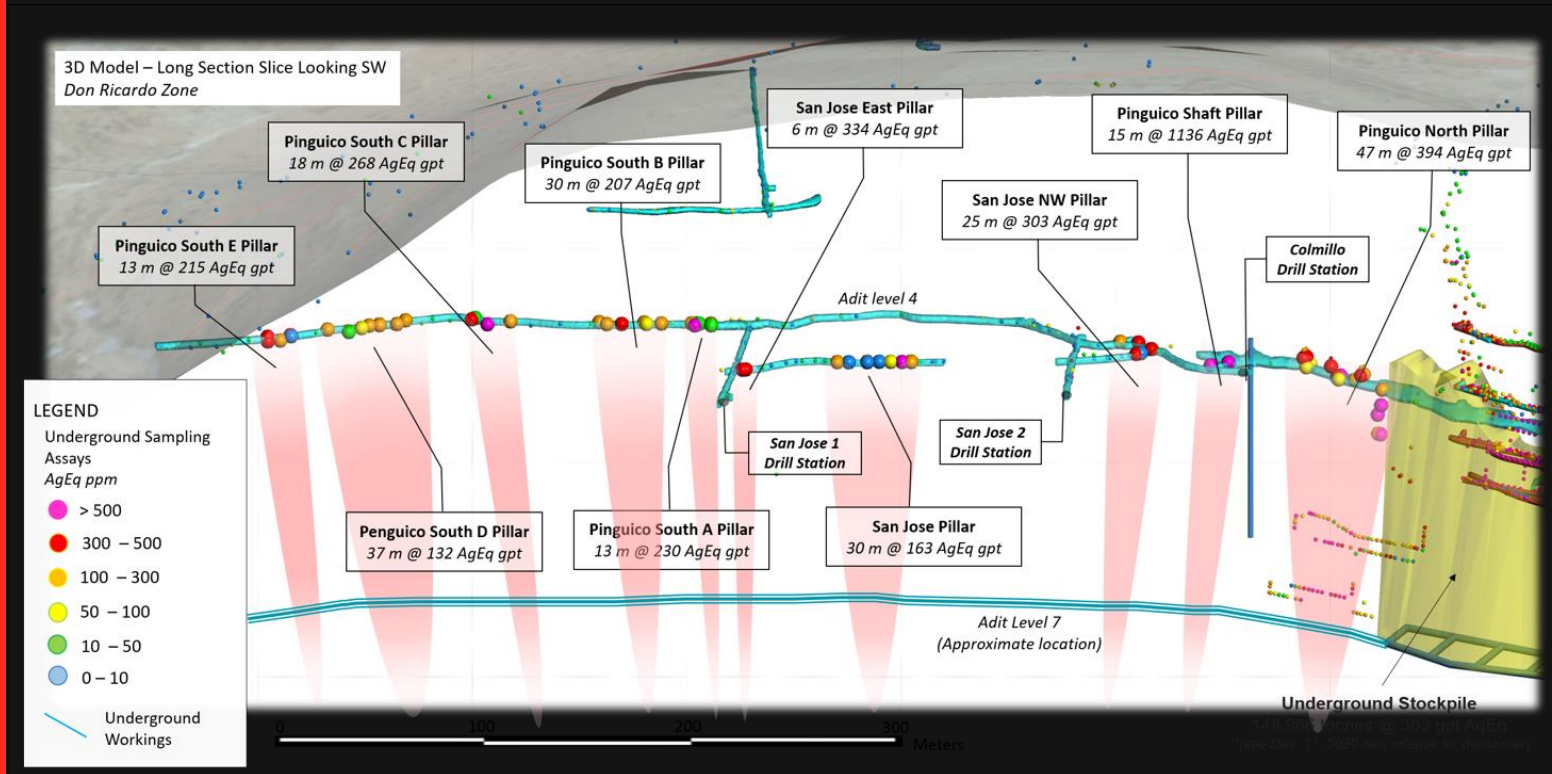 3D Model – Long Section Slice Looking SW
Don Ricardo Zone
Pinguico South E Pillar
13 m @ 215 AgEq gpt
Pinguico South C Pillar
18 m @ 268 AgEq gpt
Pinguico South B Pillar
30 m @ 207 AgEq gpt
San Jose East Pillar
6 m @ 334 AgEq gpt
San Jose NW Pillar
25 m @ 303 AgEq gpt
Pinguico Shaft Pillar
15 m @ 1136 AgEq gpt
Pinguico North Pillar
47 m @ 394 AgEq gpt
Colmillo
Drill Station
Adit level 4
San Jose 1
Drill Station
San Jose 2
Drill Station
Penguico South D Pillar
37 m @ 132 AgEq gpt
Pinguico South A Pillar
13 m @ 230 AgEq gpt
San Jose Pillar
30 m @ 163 AgEq gpt
Adit Level 7
(Approximate location)
Underground Stockpile
tonnes @ 303 gpt AgEq
LEGEND
Underground Sampling
Assays
AgEq ppm
> 500
300 – 500
100 – 300
50 – 100
10 – 50
0 – 10
Underground
Workings
0 100 200 300
Meters